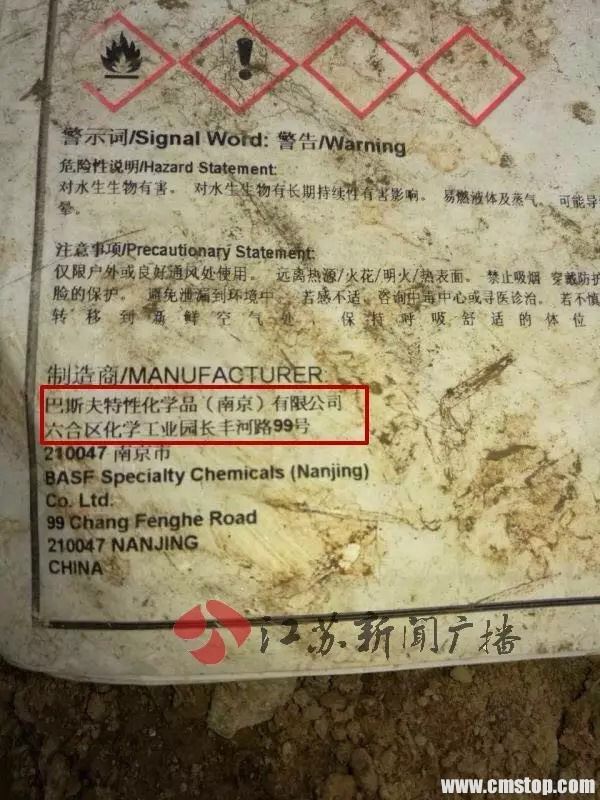 警示词/Signal Word: 警告/Warning
危险性说明/Hazard Statement:
对水生生物有害。 对水生生物有长期持续性有害影响。 易燃液体及蒸气。 可能导
晕。
注意事项/Precautionary Statement:
仅限户外或良好通风处使用。 远离热源/火花/明火/热表面。 禁止吸烟 穿戴防护
脸的保护。 避免泄漏到环境中。 若感不适。咨询中毒中心或寻医诊治。 若不慎
转移到新鲜空气处，保持呼吸舒适的体位
制造商/MANUFACTURER:
巴斯夫特性化学品（南京）有限公司
六合区化学工业园长丰河路99号
210047 南京市
BASF Specialty Chemicals (Nanjing)
Co. Ltd.
99 Chang Fenghe Road
210047 NANJING
CHINA
江苏新闻广播
www.cmstop.com